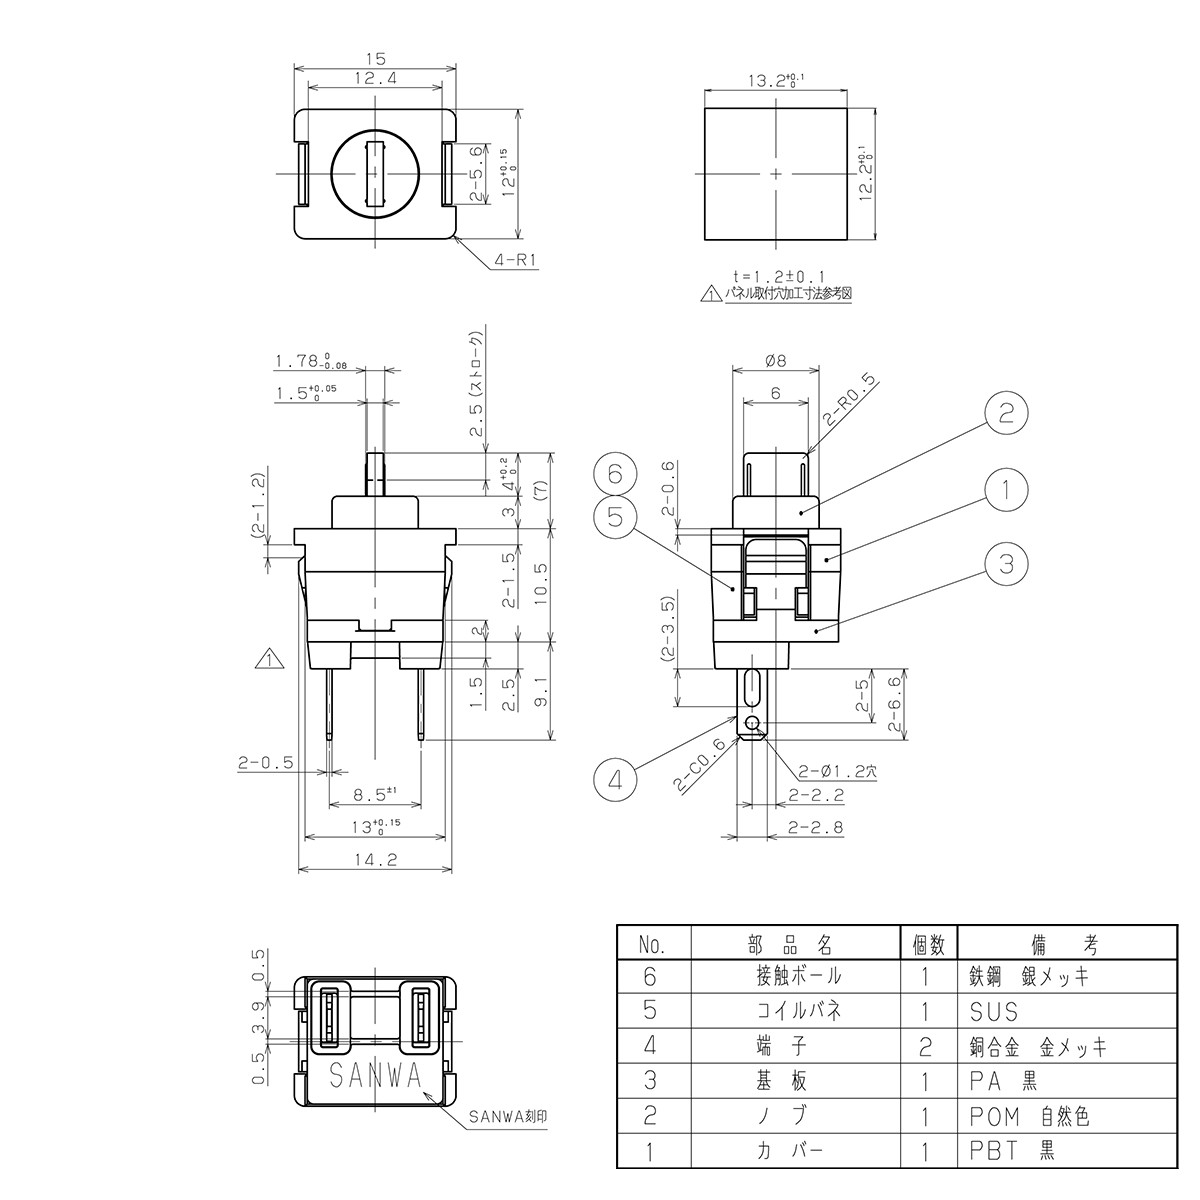 15
12.4
2-5.6
12+0.15 0
4-R1
13.2+0.1 0
12.2+0.1 0
t=1.2±0.1
1 パネル取付穴加工寸法参考図
1.78 0 -0.08
1.5+0.05 0
2.5(ストローク)
4+0.2 0
(7)
3
(2-1.2)
2-1.5
10.5
2
1
1.5
2.5
9.1
2-0.5
8.5±1
13+0.15 0
14.2
Ø8
6
2-R0.5
2
6
1
5
3
2-0.6
(2-3.5)
2-5
2-6.6
4
2-C0.6
2-Ø1.2穴
2-2.2
2-2.8
0.5
3.9
0.5
SANWA
SANWA刻印
No. 部品名 個数 備考
6 接触ボール 1 鉄鋼 銀メッキ
5 コイルバネ 1 SUS
4 端子 2 銅合金 金メッキ
3 基板 1 PA 黒
2 ノブ 1 POM 自然色
1 カバー 1 PBT 黒